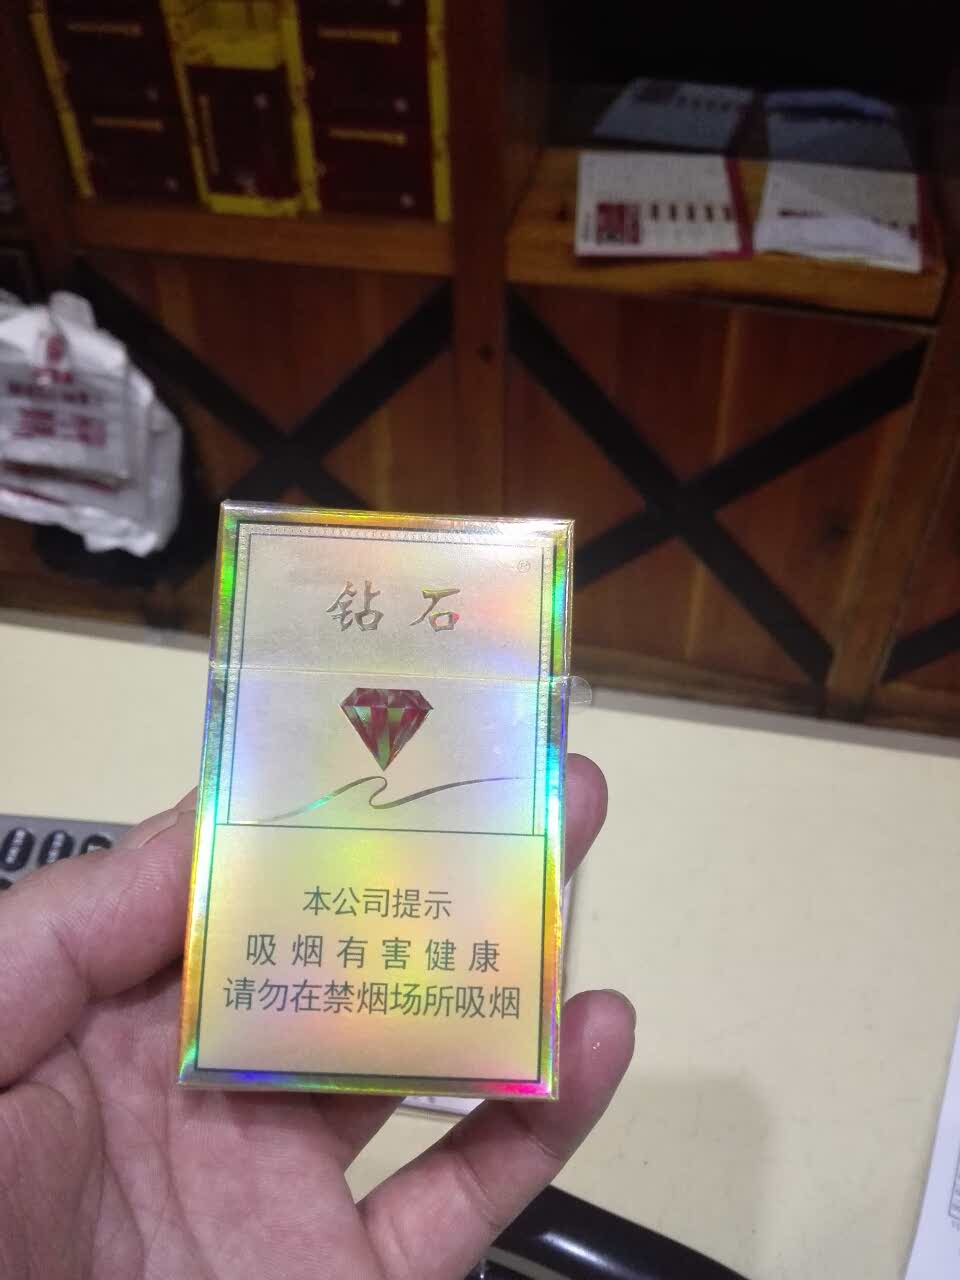 钻石
®
本公司提示
吸烟有害健康
请勿在禁烟场所吸烟